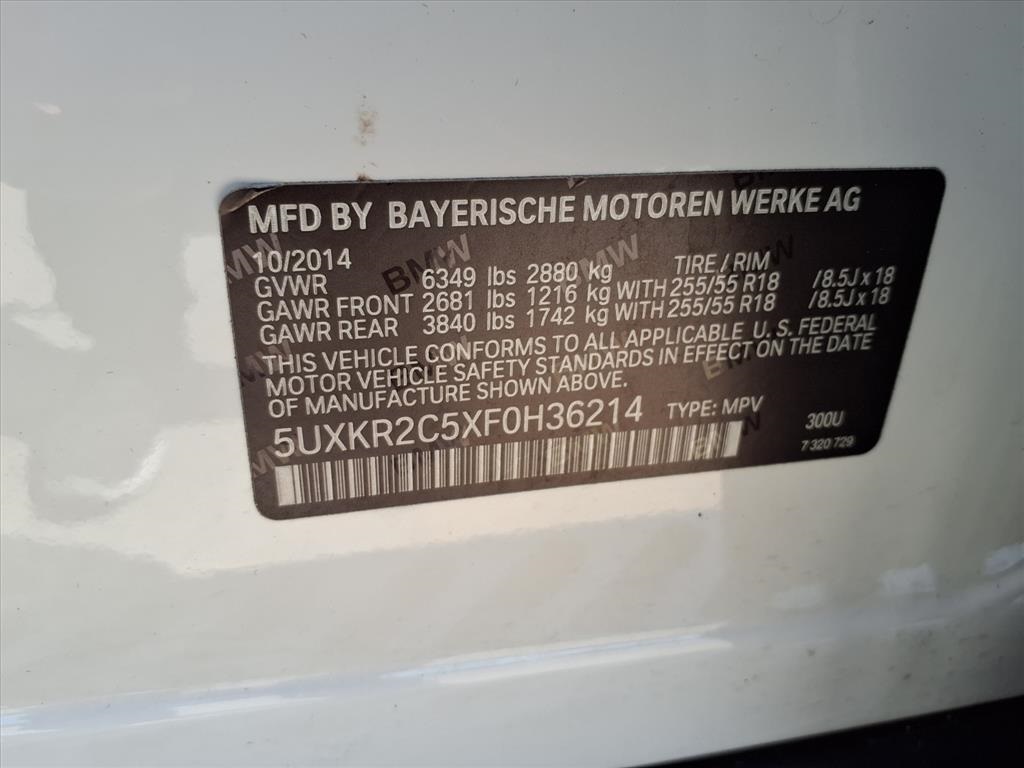 MFD BY BAYERISCHE MOTOREN WERKE AG
10/2014 TIRE / RIM
GVWR 6349 lbs 2880 kg
GAWR FRONT 2681 lbs 1216 kg WITH 255/55 R18 /8.5J x 18
GAWR REAR 3840 lbs 1742 kg WITH 255/55 R18 /8.5J x 18
THIS VEHICLE CONFORMS TO ALL APPLICABLE U. S. FEDERAL
MOTOR VEHICLE SAFETY STANDARDS IN EFFECT ON THE DATE
OF MANUFACTURE SHOWN ABOVE.
5UXKR2C5XF0H36214 TYPE: MPV 300U
7 320 729